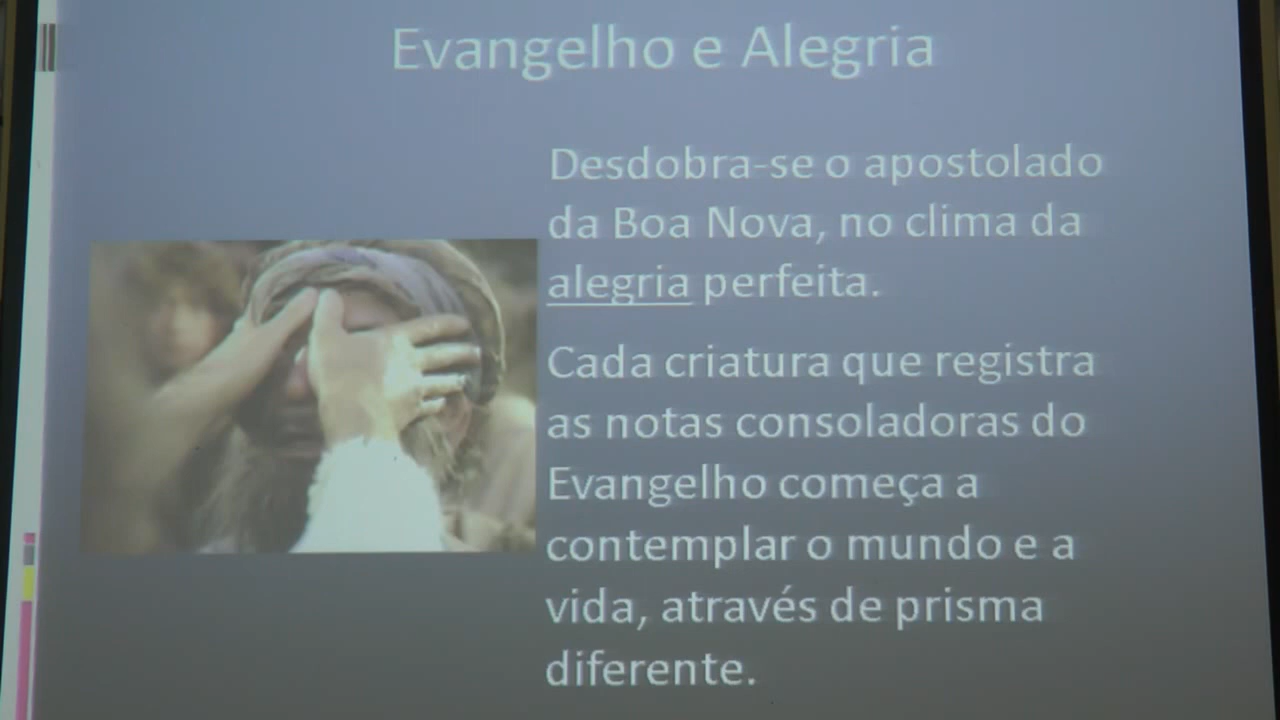 Evangelho e Alegria
Desdobra-se o apostolado
da Boa Nova, no clima da
alegria perfeita.
Cada criatura que registra
as notas consoladoras do
Evangelho começa a
contemplar o mundo e a
vida, através de prisma
diferente.